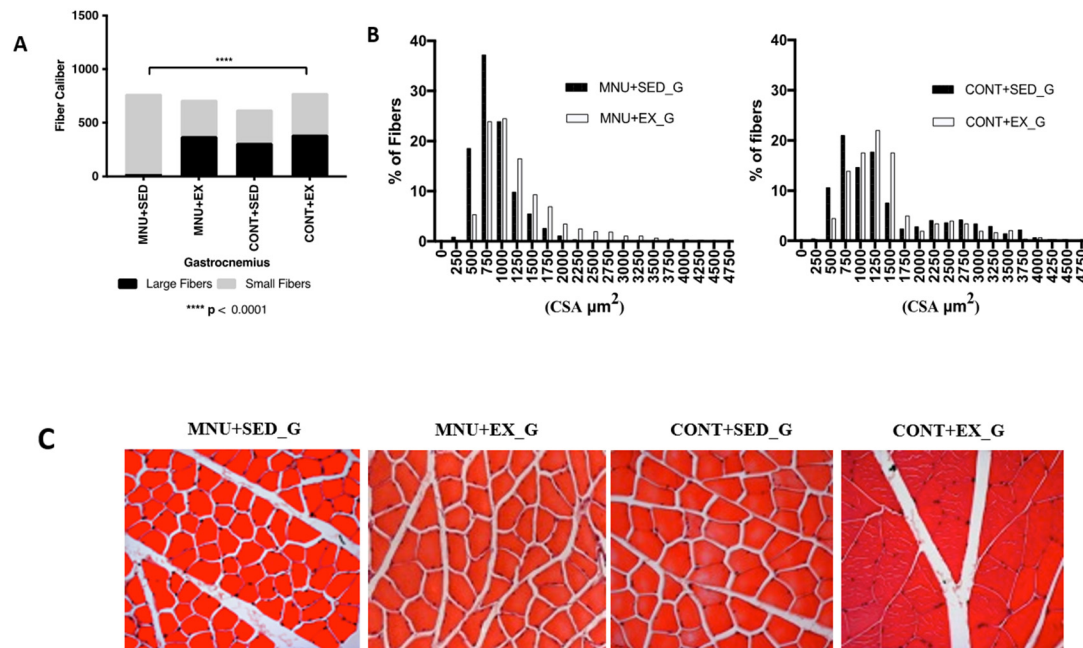 A
1500
1000
500
0
Fiber Caliber
****
MNU+SED
MNU+EX
CONT+SED
CONT+EX
Gastrocnemius
Large Fibers Small Fibers
**** p < 0.0001
B
40
30
20
10
0
% of Fibers
MNU+SED_G
MNU+EX_G
0 250 500 750 1000 1250 1500 1750 2000 2250 2500 2750 3000 3250 3500 3750 4000 4250 4500 4750
(CSA µm²)
40
30
20
10
0
% of fibers
CONT+SED_G
CONT+EX_G
0 250 500 750 1000 1250 1500 1750 2000 2250 2500 2750 3000 3250 3500 3750 4000 4250 4500 4750
(CSA µm²)
C
MNU+SED_G MNU+EX_G CONT+SED_G CONT+EX_G